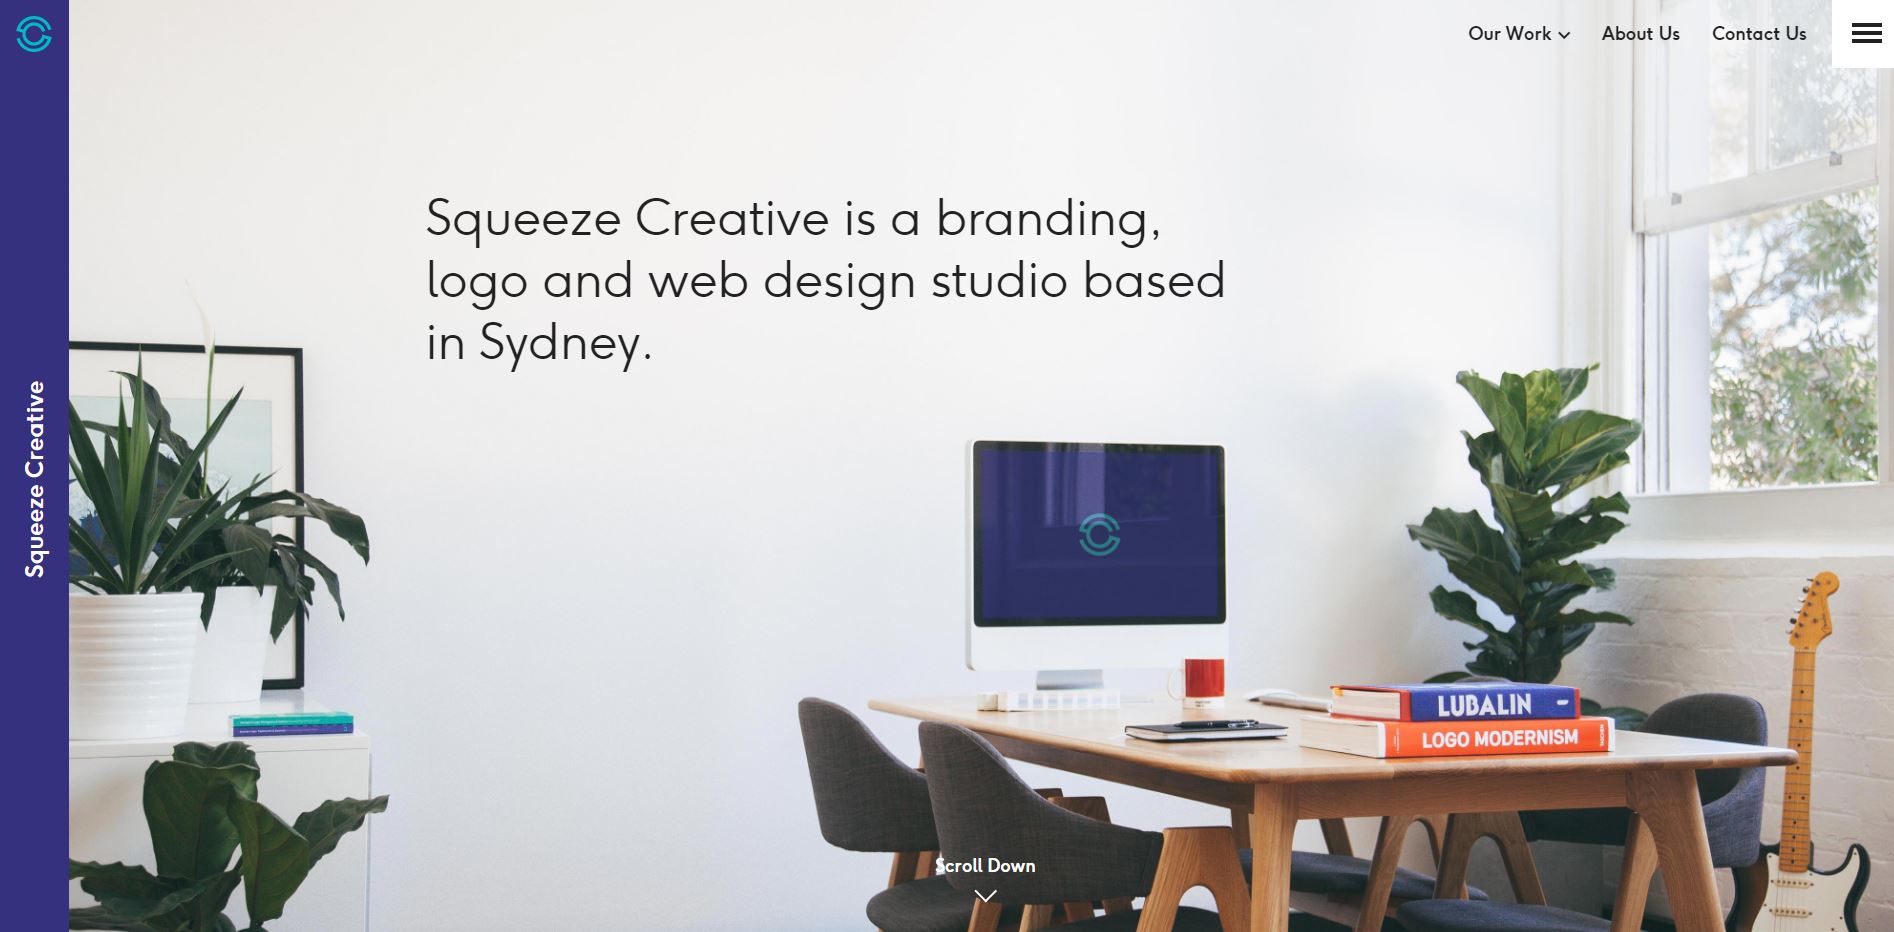 Our Work
About Us
Contact Us
Squeeze Creative is a branding,
logo and web design studio based
in Sydney.
Squeeze Creative
LUBALIN
LOGO MODERNISM
TASCHEN
Scroll Down